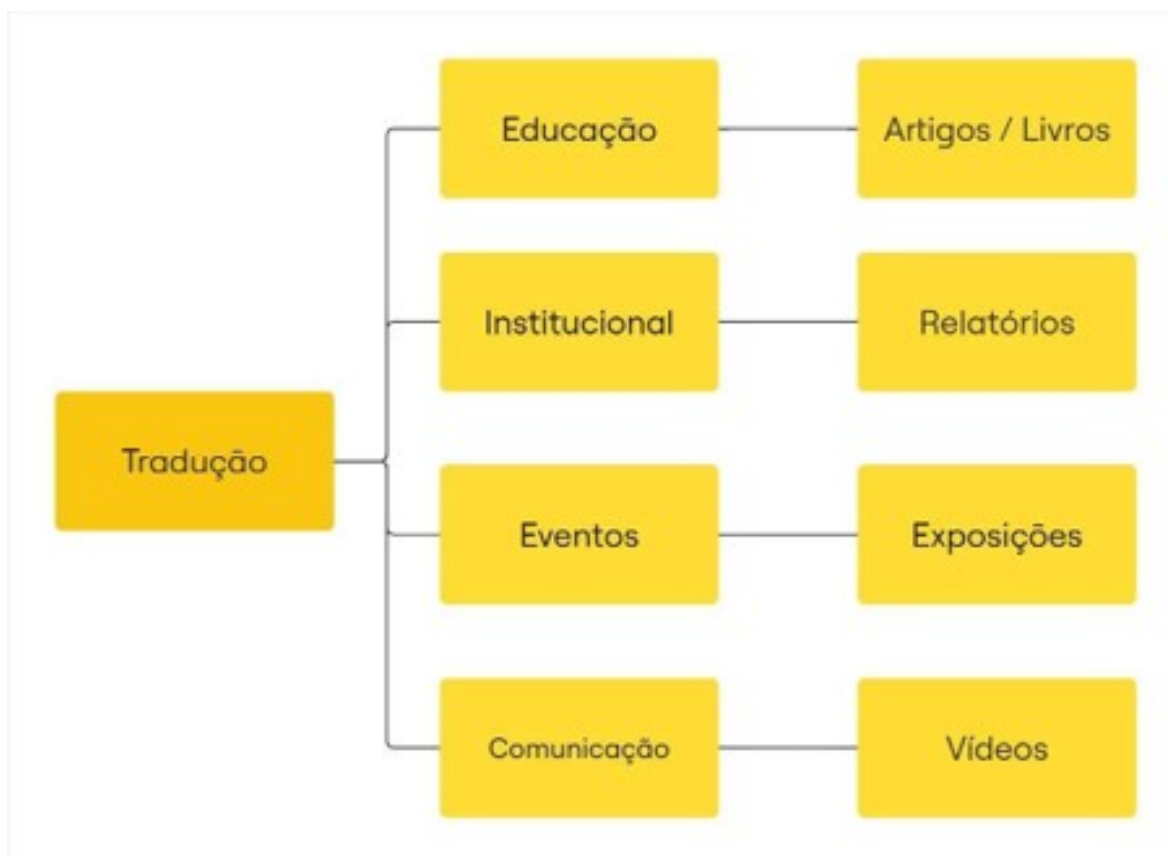 Educação
Artigos / Livros
Institucional
Relatórios
Tradução
Eventos
Exposições
Comunicação
Vídeos